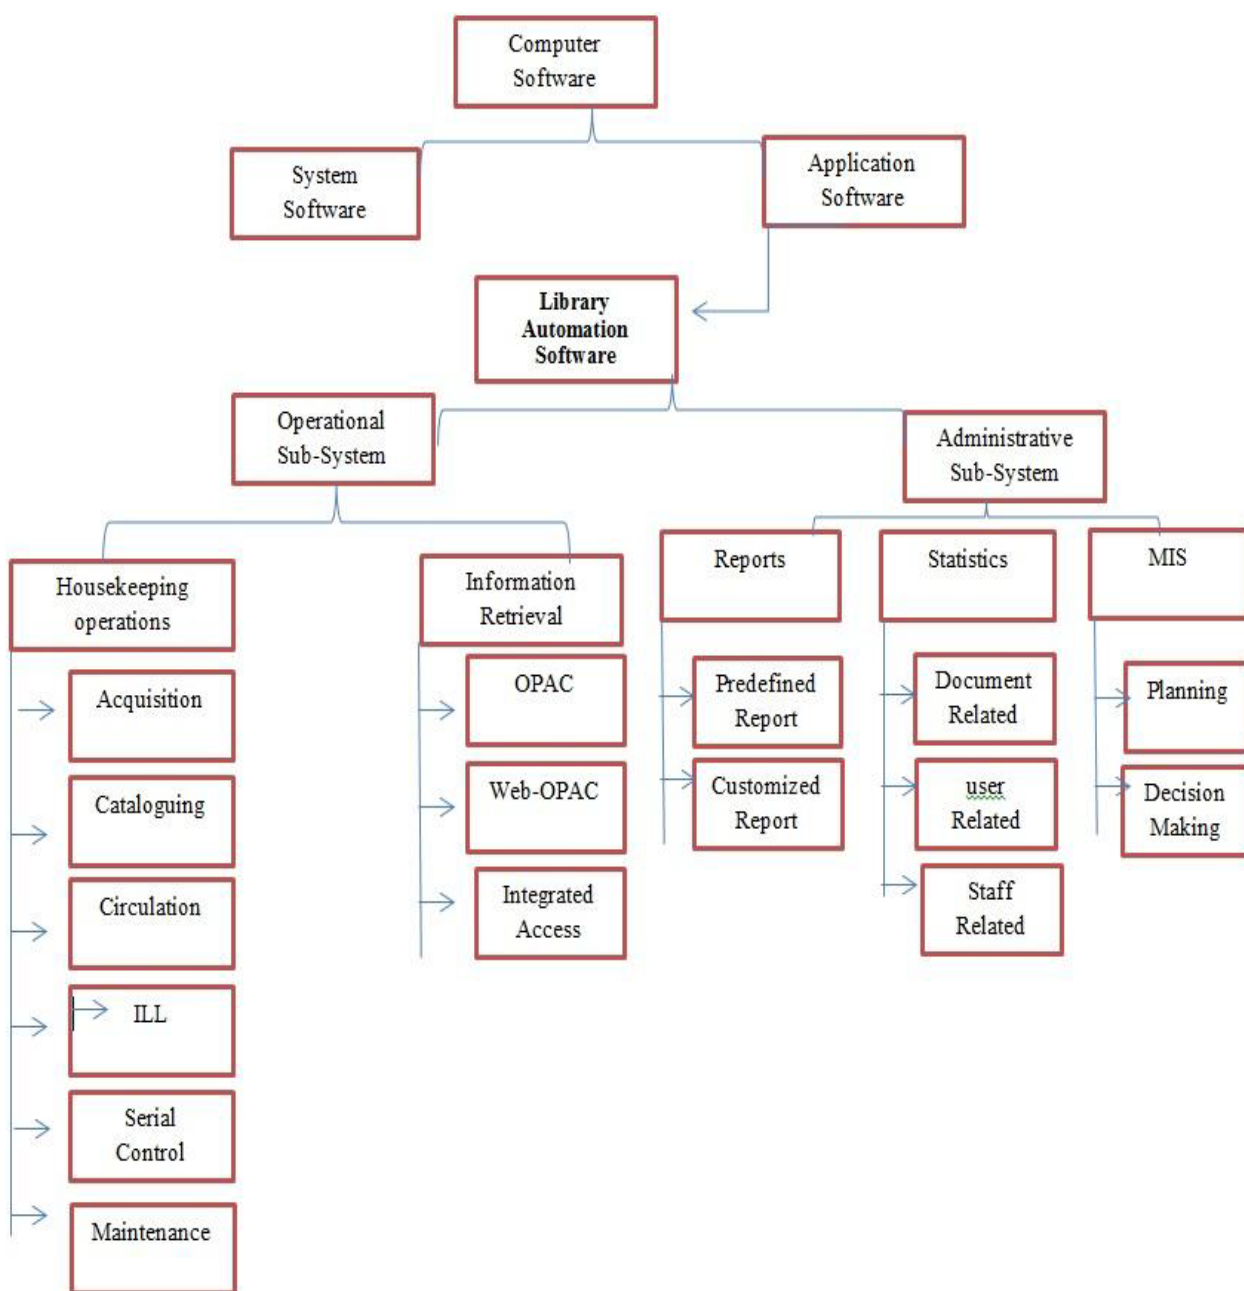 Computer
Software
System
Software
Application
Software
Library
Automation
Software
Operational
Sub-System
Administrative
Sub-System
Housekeeping
operations
Information
Retrieval
Reports
Statistics
MIS
Acquisition
Cataloguing
Circulation
ILL
Serial
Control
Maintenance
OPAC
Web-OPAC
Integrated
Access
Predefined
Report
Customized
Report
Document
Related
user
Related
Staff
Related
Planning
Decision
Making